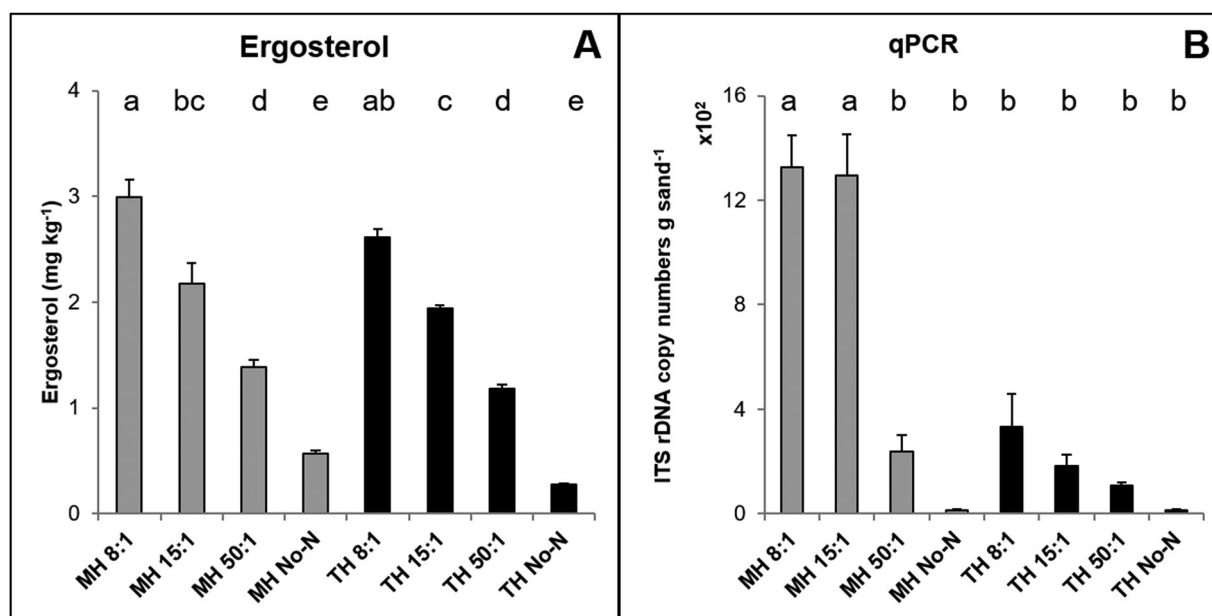 Ergosterol
A
4
3
2
1
0
Ergosterol (mg kg⁻¹)
a bc d e ab c d e
MH 8:1
MH 15:1
MH 50:1
MH No-N
TH 8:1
TH 15:1
TH 50:1
TH No-N
qPCR
B
16
12
8
4
0
x10²
ITS rDNA copy numbers g sand⁻¹
a a b b b b b b
MH 8:1
MH 15:1
MH 50:1
MH No-N
TH 8:1
TH 15:1
TH 50:1
TH No-N